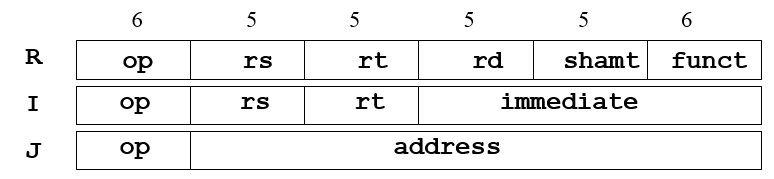 6 5 5 5 5 6
R op rs rt rd shamt funct
I op rs rt immediate
J op address